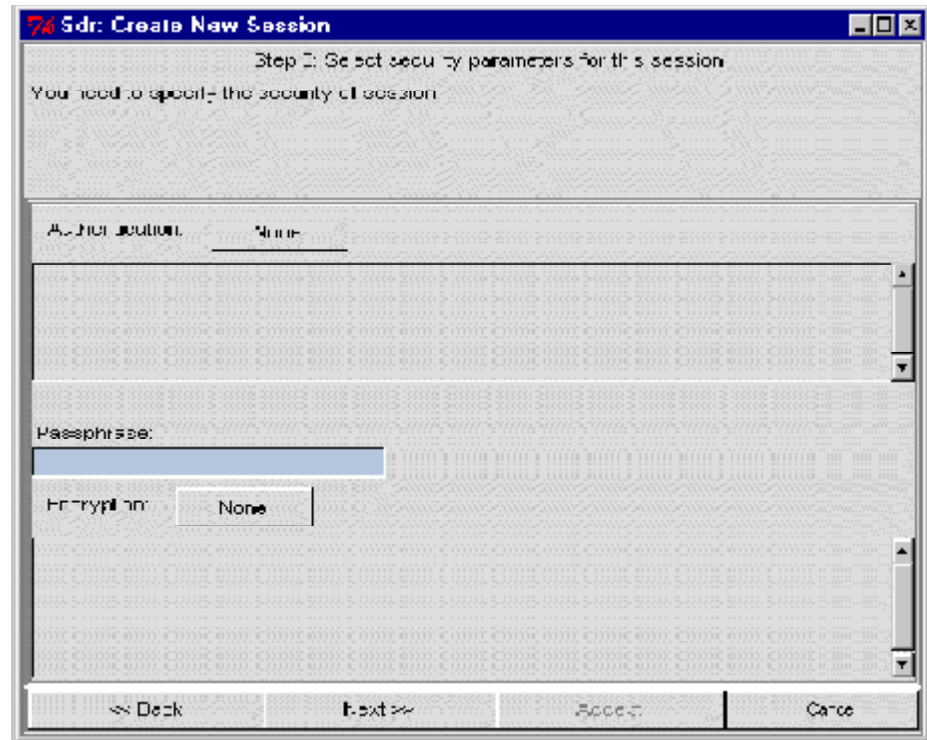 Sdr: Create New Session
Step : Select security parameters for this session
You need to specify the security of session
Authentication: None
Passphrase:
Encryption: None
<< Back Next >> Accept Cancel